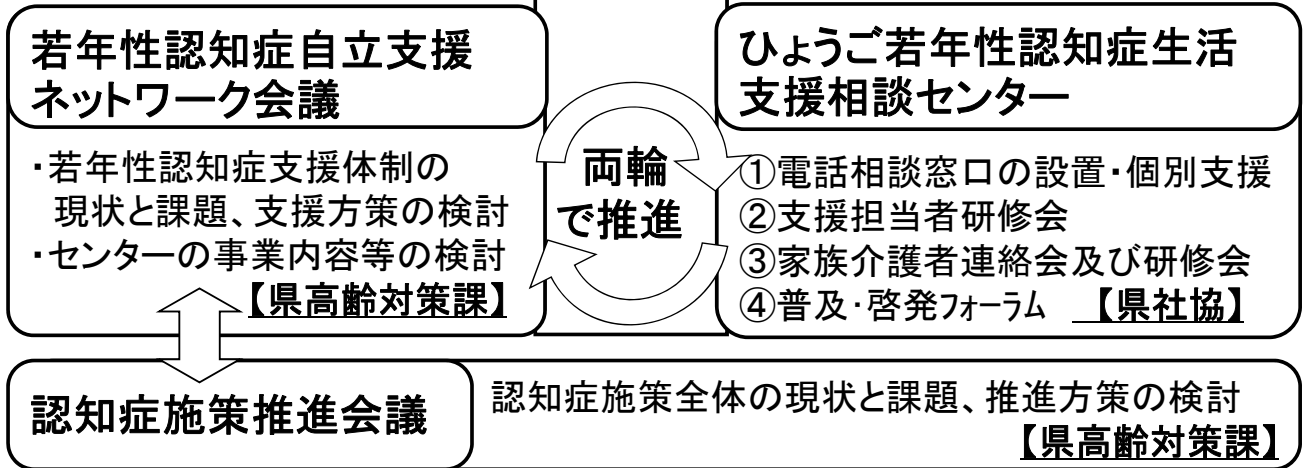 若年性認知症自立支援
ネットワーク会議
・若年性認知症支援体制の
現状と課題、支援方策の検討
・センターの事業内容等の検討
【県高齢対策課】
両輪
で推進
ひょうご若年性認知症生活
支援相談センター
①電話相談窓口の設置・個別支援
②支援担当者研修会
③家族介護者連絡会及び研修会
④普及・啓発フォーラム 【県社協】
認知症施策推進会議
認知症施策全体の現状と課題、推進方策の検討
【県高齢対策課】